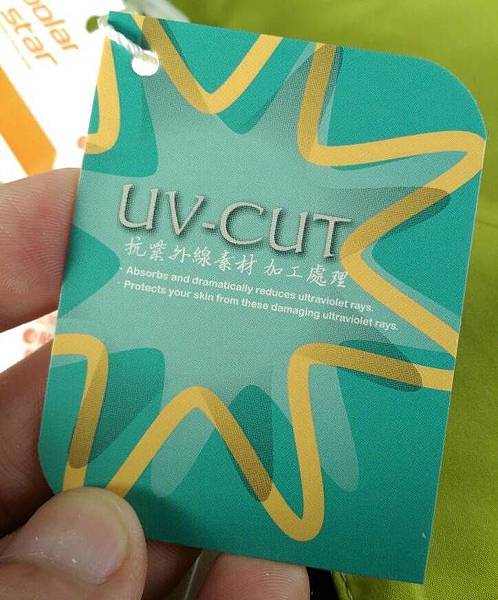 polar
star
UV-CUT
抗紫外線素材 加工處理
· Absorbs and dramatically reduces ultraviolet rays.
· Protects your skin from these damaging ultraviolet rays.